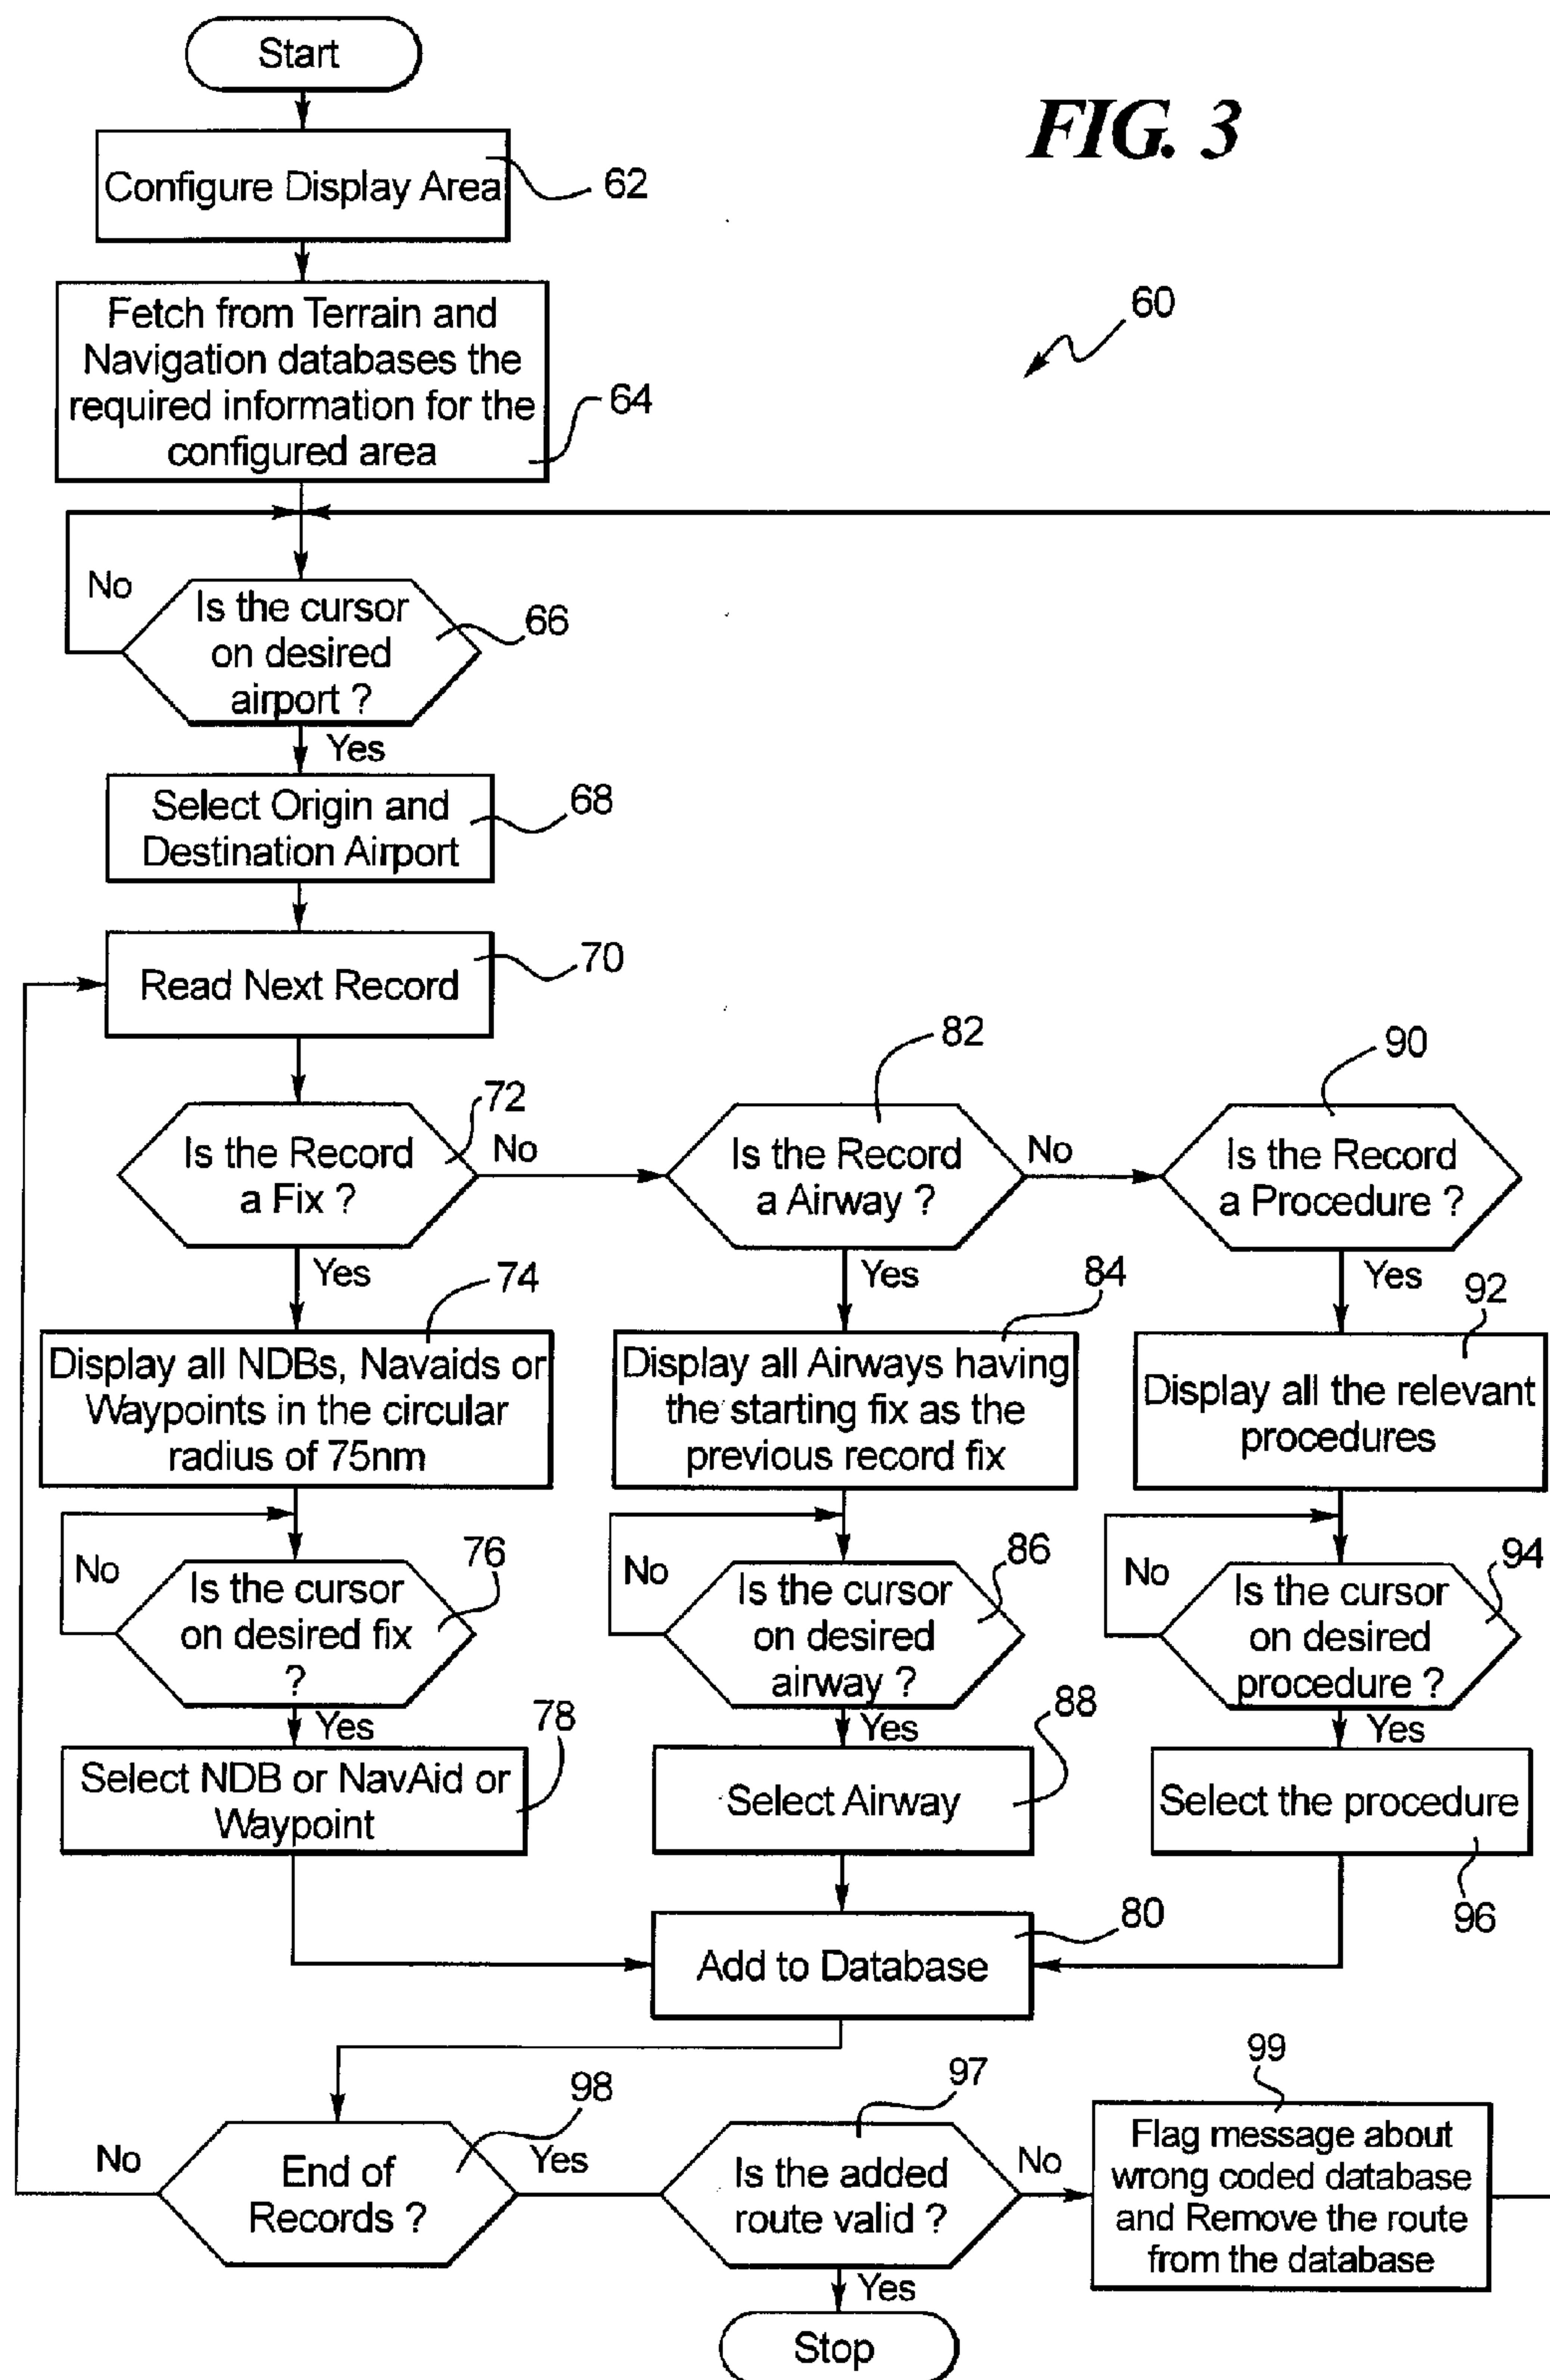 Start
FIG. 3
Configure Display Area
62
Fetch from Terrain and
Navigation databases the
required information for the
configured area
64
60
No
Is the cursor
on desired
airport ?
66
Yes
Select Origin and
Destination Airport
68
Read Next Record
70
Is the Record
a Fix ?
72
No
Is the Record
a Airway ?
82
No
Is the Record
a Procedure ?
90
Yes
74
Yes
84
Yes
92
Display all NDBs, Navaids or
Waypoints in the circular
radius of 75nm
Display all Airways having
the starting fix as the
previous record fix
Display all the relevant
procedures
No
Is the cursor
on desired fix
?
76
No
Is the cursor
on desired
airway ?
86
No
Is the cursor
on desired
procedure ?
94
Yes
78
Yes
88
Yes
Select NDB or NavAid or
Waypoint
Select Airway
Select the procedure
96
Add to Database
80
No
End of
Records ?
98
Yes
Is the added
route valid ?
97
No
99
Flag message about
wrong coded database
and Remove the route
from the database
Yes
Stop